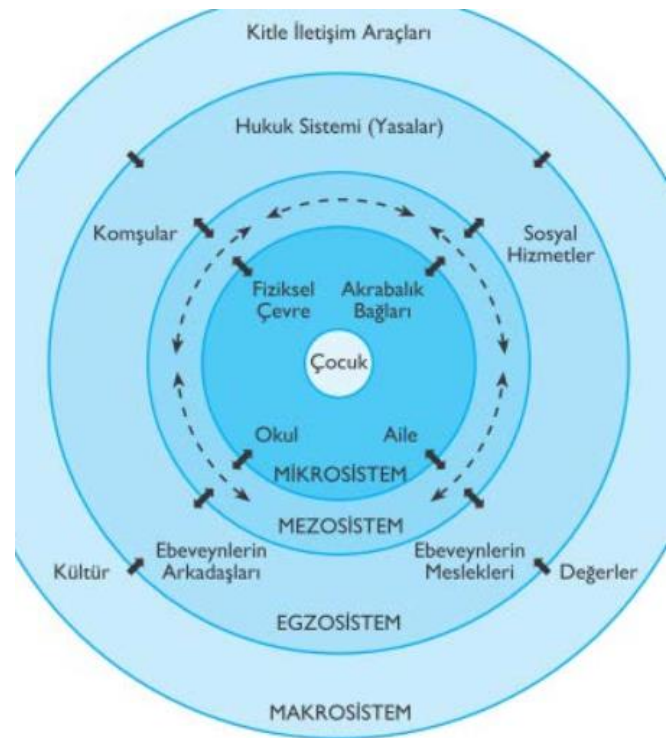 Kitle İletişim Araçları
Hukuk Sistemi (Yasalar)
Komşular
Sosyal
Hizmetler
Fiziksel
Çevre
Akrabalık
Bağları
Çocuk
Okul
Aile
MİKROSİSTEM
MEZOSİSTEM
Ebeveynlerin
Arkadaşları
Ebeveynlerin
Meslekleri
Kültür
Değerler
EGZOSİSTEM
MAKROSİSTEM